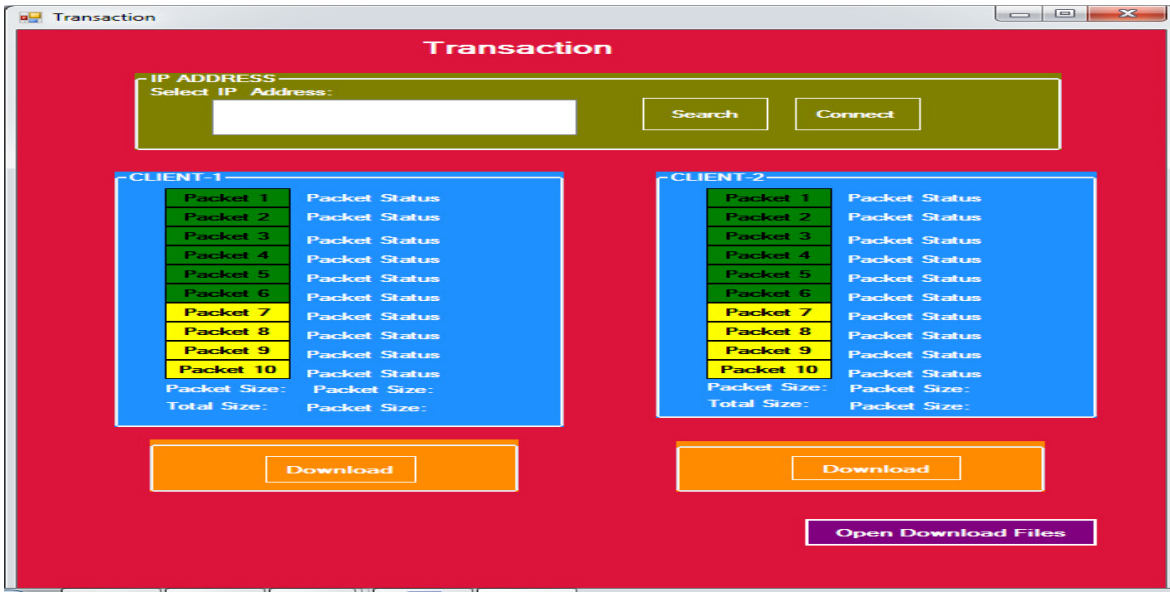 Transaction
Transaction
IP ADDRESS
Select IP Address:
Search
Connect
CLIENT-1
Packet 1 Packet Status
Packet 2 Packet Status
Packet 3 Packet Status
Packet 4 Packet Status
Packet 5 Packet Status
Packet 6 Packet Status
Packet 7 Packet Status
Packet 8 Packet Status
Packet 9 Packet Status
Packet 10 Packet Status
Packet Size: Packet Size:
Total Size: Packet Size:
Download
CLIENT-2
Packet 1 Packet Status
Packet 2 Packet Status
Packet 3 Packet Status
Packet 4 Packet Status
Packet 5 Packet Status
Packet 6 Packet Status
Packet 7 Packet Status
Packet 8 Packet Status
Packet 9 Packet Status
Packet 10 Packet Status
Packet Size: Packet Size:
Total Size: Packet Size:
Download
Open Download Files